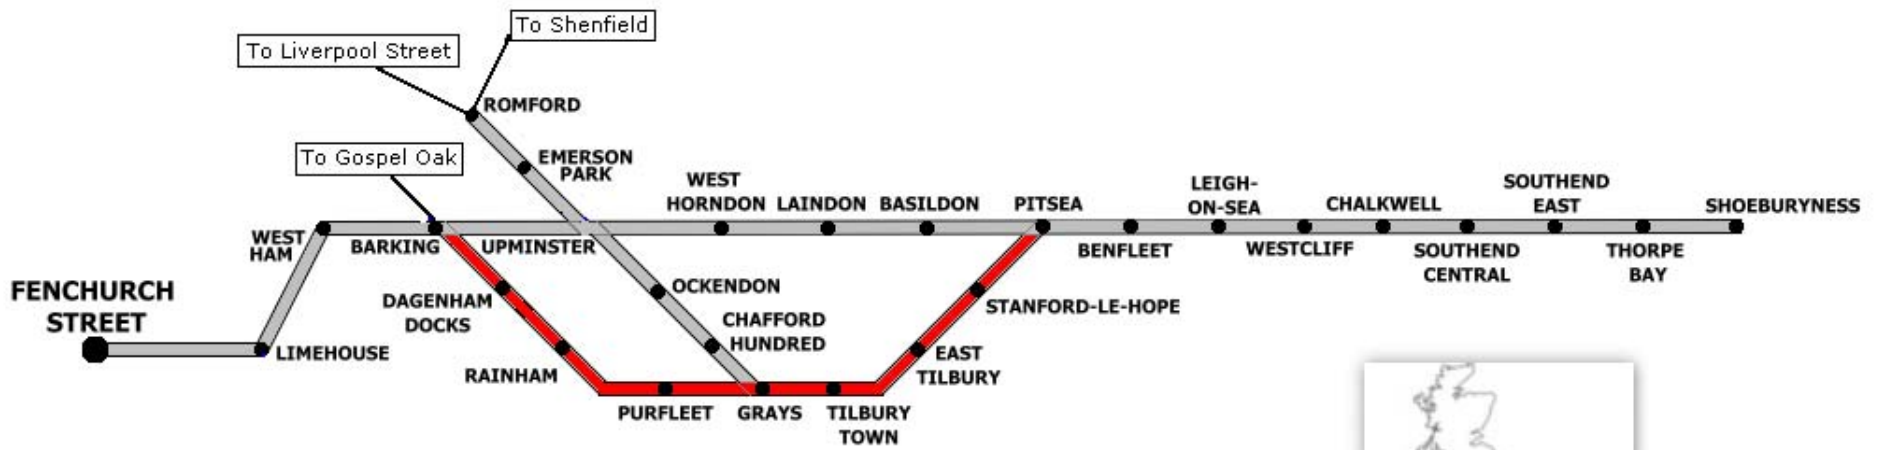 To Shenfield
To Liverpool Street
ROMFORD
To Gospel Oak
EMERSON
PARK
WEST
HORNDON
LAINDON
BASILDON
PITSEA
LEIGH-
ON-SEA
CHALKWELL
SOUTHEND
EAST
SHOEBURYNESS
WEST
HAM
BARKING
UPMINSTER
BENFLEET
WESTCLIFF
SOUTHEND
CENTRAL
THORPE
BAY
FENCHURCH
STREET
LIMEHOUSE
DAGENHAM
DOCKS
OCKENDON
STANFORD-LE-HOPE
CHAFFORD
HUNDRED
RAINHAM
EAST
TILBURY
PURFLEET
GRAYS
TILBURY
TOWN